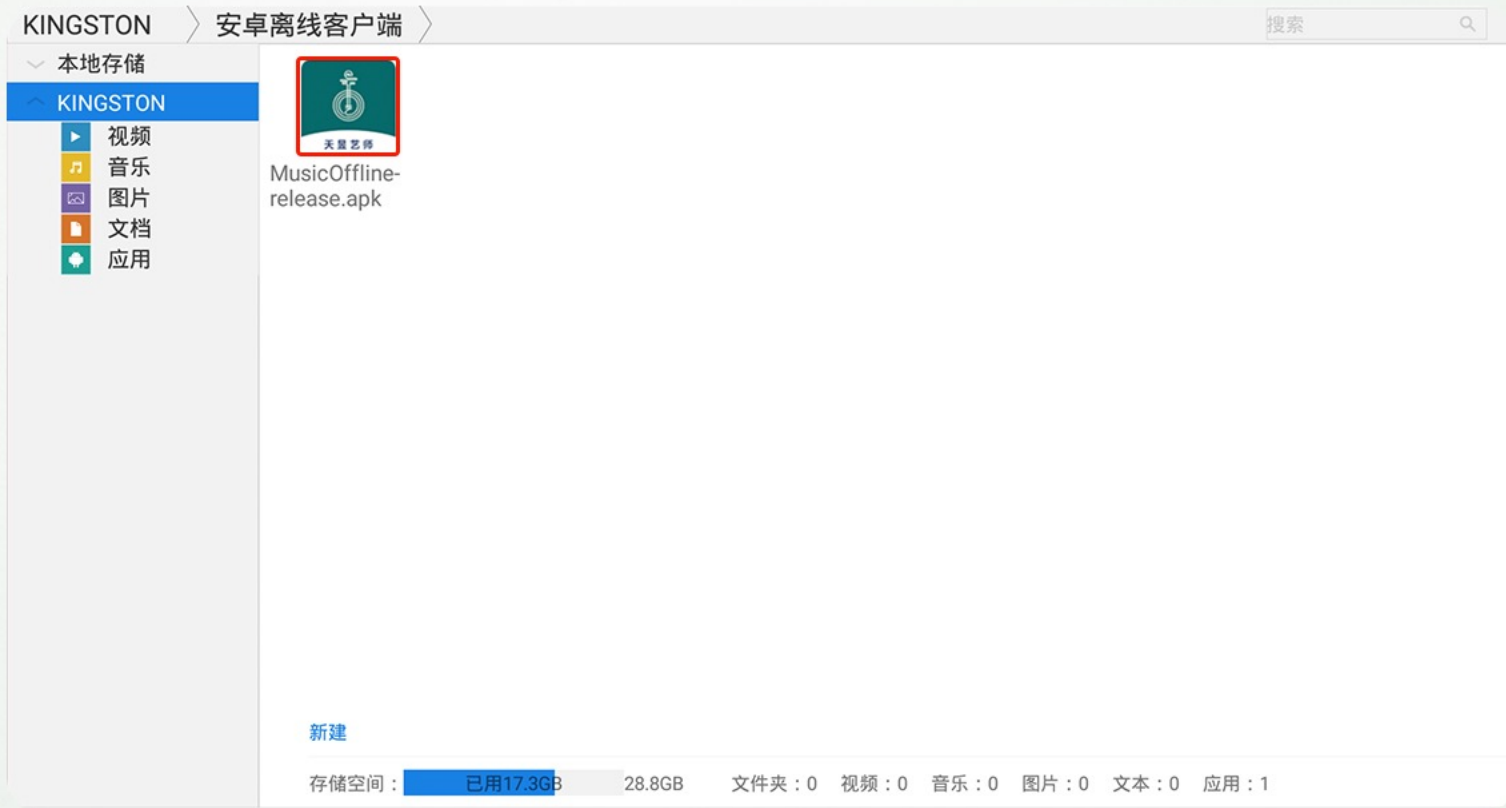 KINGSTON 安卓离线客户端 搜索
本地存储
KINGSTON
视频
音乐
图片
文档
应用
天昱艺师
MusicOffline-
release.apk
新建
存储空间：已用17.3GB 28.8GB 文件夹：0 视频：0 音乐：0 图片：0 文本：0 应用：1